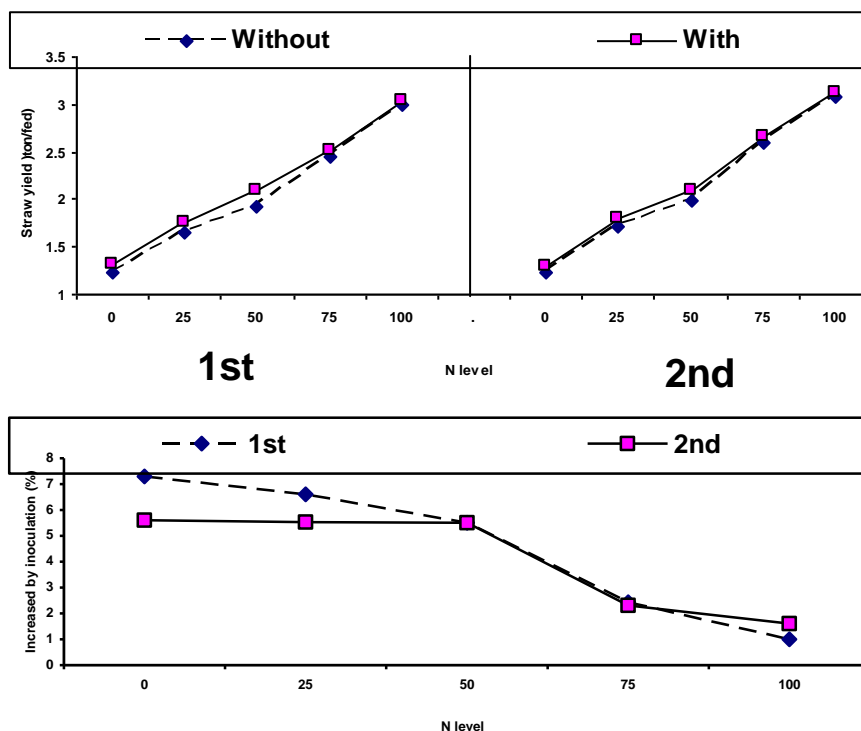 Without With
3.5
3
2.5
2
1.5
1
Straw yield )ton/fed)
0 25 50 75 100 . 0 25 50 75 100
1st N level 2nd
1st 2nd
8
7
6
5
4
3
2
1
0
Increased by inoculation (%)
0 25 50 75 100
N level